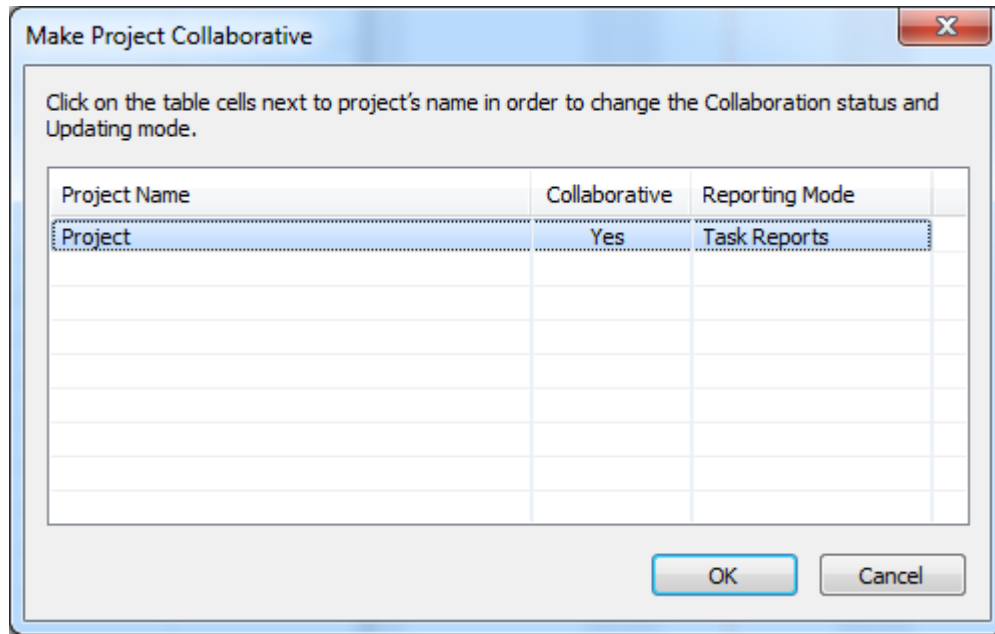 Make Project Collaborative
Click on the table cells next to project's name in order to change the Collaboration status and
Updating mode.
Project Name Collaborative Reporting Mode
Project Yes Task Reports
OK Cancel